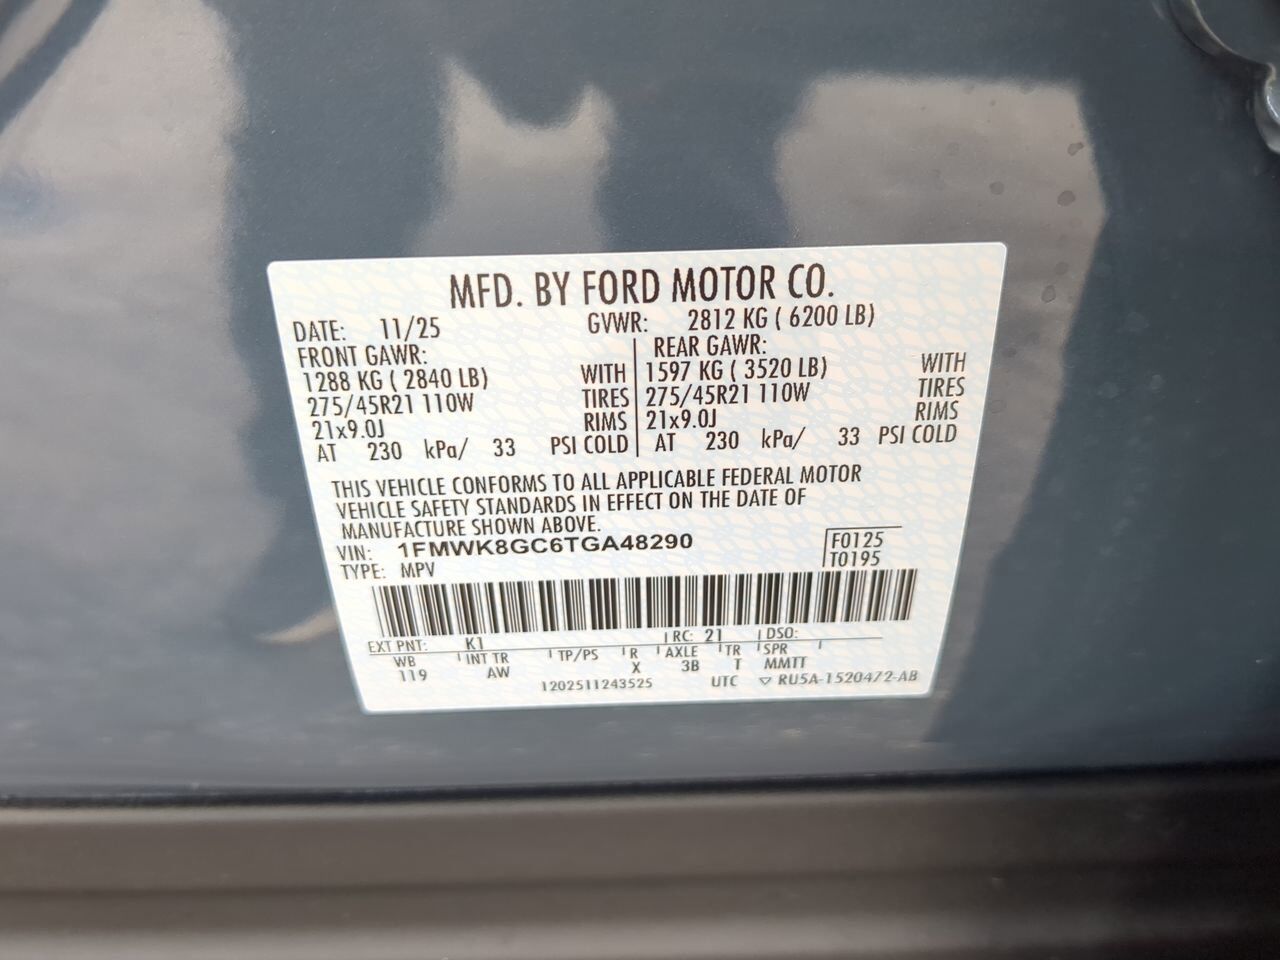 MFD. BY FORD MOTOR CO.
DATE: 11/25 GVWR: 2812 KG ( 6200 LB)
FRONT GAWR: REAR GAWR:
1288 KG ( 2840 LB) WITH 1597 KG ( 3520 LB) WITH
275/45R21 110W TIRES 275/45R21 110W TIRES
21x9.0J RIMS 21x9.0J RIMS
AT 230 kPa/ 33 PSI COLD AT 230 kPa/ 33 PSI COLD
THIS VEHICLE CONFORMS TO ALL APPLICABLE FEDERAL MOTOR
VEHICLE SAFETY STANDARDS IN EFFECT ON THE DATE OF
MANUFACTURE SHOWN ABOVE.
VIN: 1FMWK8GC6TGA48290 F0125
TYPE: MPV T0195
EXT PNT: K1 RC: 21 DSO:
WB INT TR TP/PS R AXLE TR SPR
119 AW X 3B T MMTT
1202511243525 UTC ▽ RU5A-1520472-AB